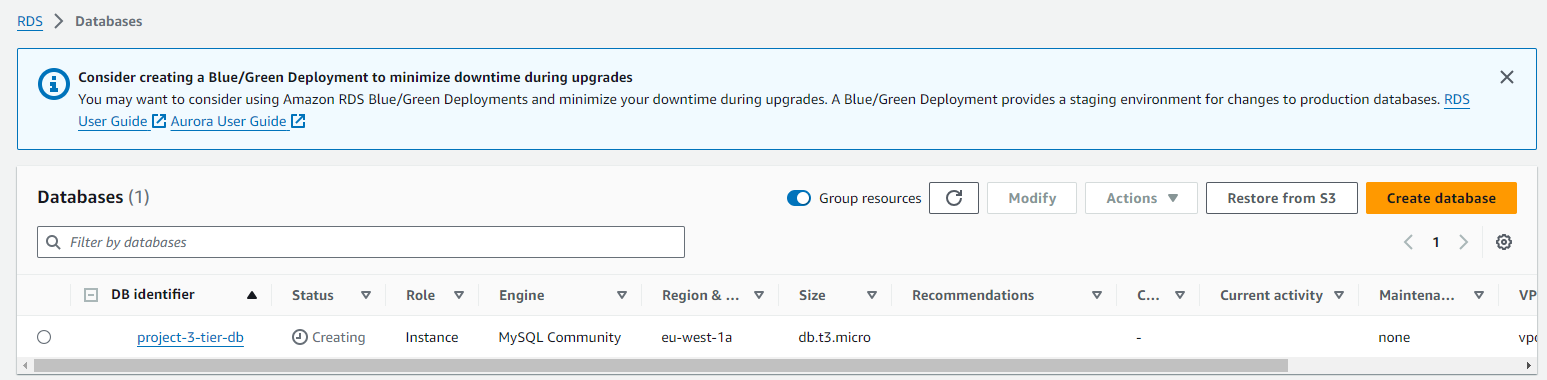 RDS > Databases
Consider creating a Blue/Green Deployment to minimize downtime during upgrades
You may want to consider using Amazon RDS Blue/Green Deployments and minimize your downtime during upgrades. A Blue/Green Deployment provides a staging environment for changes to production databases. RDS
User Guide Aurora User Guide
Databases (1) Group resources Modify Actions Restore from S3 Create database
Filter by databases 1
DB identifier Status Role Engine Region & ... Size Recommendations C... Current activity Maintena... VP
project-3-tier-db Creating Instance MySQL Community eu-west-1a db.t3.micro - none vpc